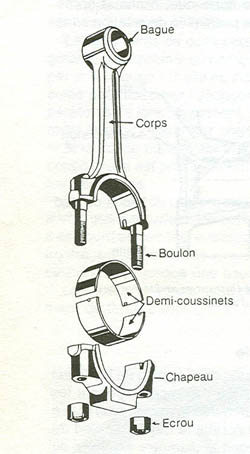 Bague
Corps
Boulon
Demi-coussinets
Chapeau
Ecrou